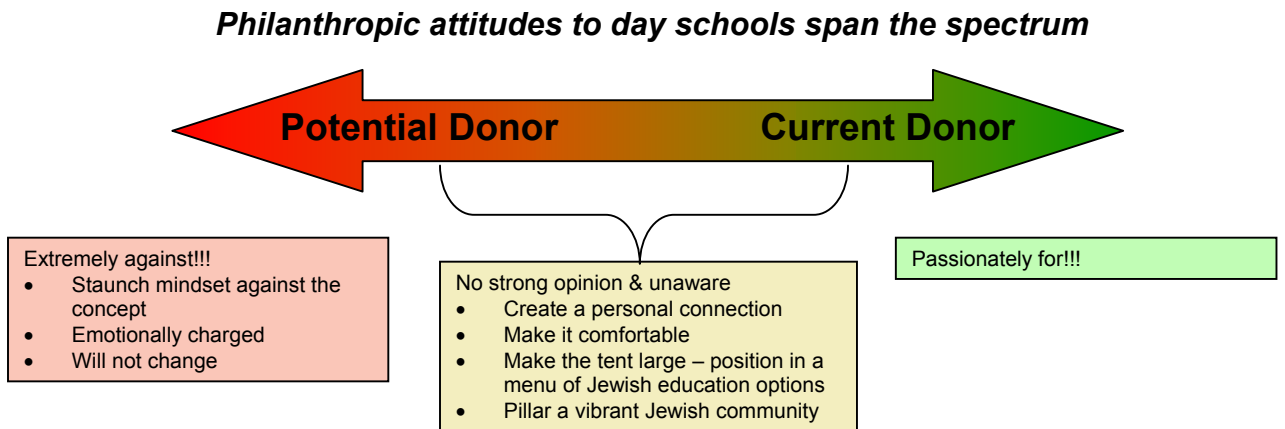 Philanthropic attitudes to day schools span the spectrum
Potential Donor
Current Donor
Extremely against!!!
• Staunch mindset against the
concept
• Emotionally charged
• Will not change
No strong opinion & unaware
• Create a personal connection
• Make it comfortable
• Make the tent large – position in a
menu of Jewish education options
• Pillar a vibrant Jewish community
Passionately for!!!